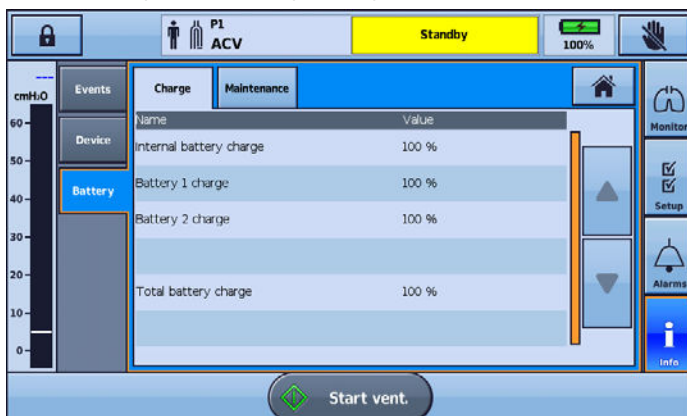 P1
ACV
Standby
100%
---
cmH₂O
60
50
40
30
20
10
0
Events
Device
Battery
Charge
Maintenance
Name Value
Internal battery charge 100 %
Battery 1 charge 100 %
Battery 2 charge 100 %
Total battery charge 100 %
Monitor
Setup
Alarms
i
Info
Start vent.